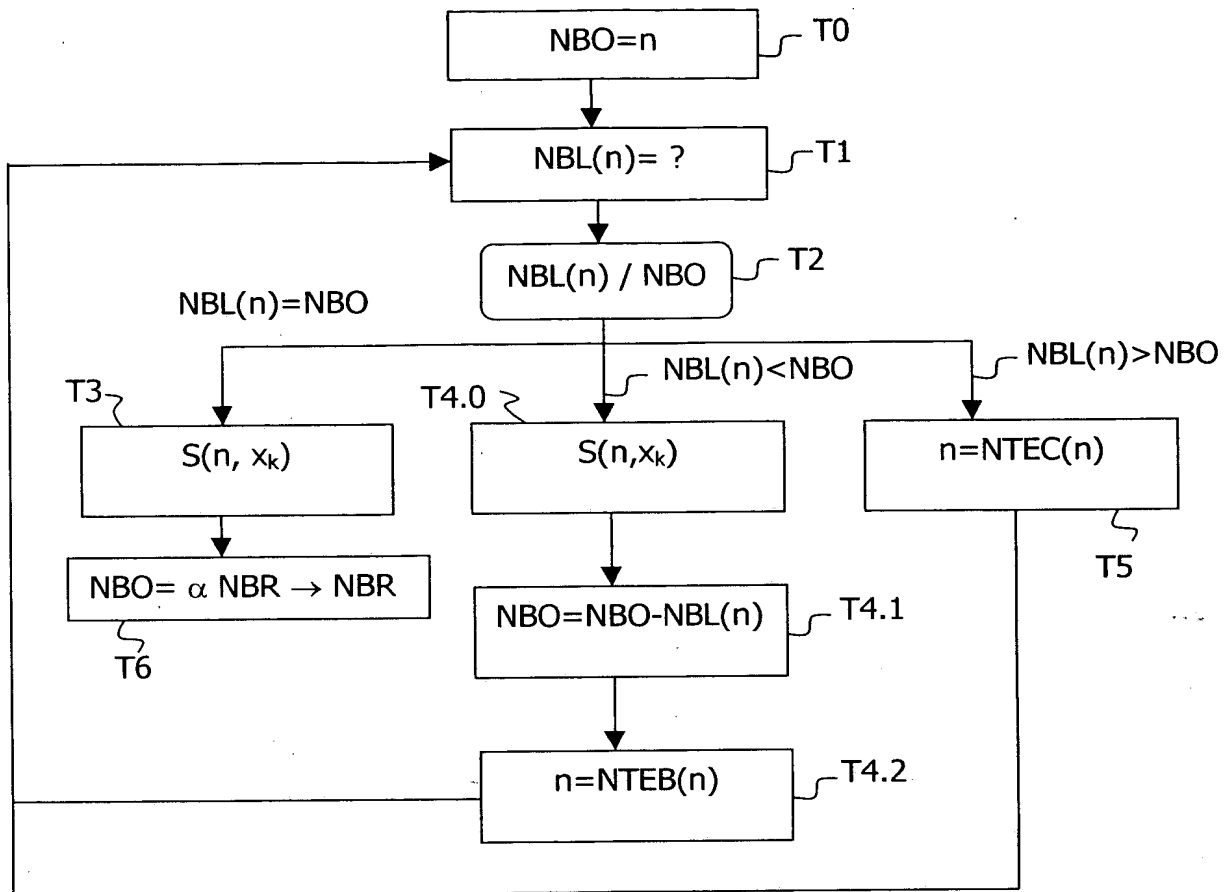 NBO=n
T0
NBL(n)= ?
T1
NBL(n) / NBO
T2
NBL(n)=NBO
NBL(n)<NBO
NBL(n)>NBO
T3
S(n, xₖ)
T4.0
S(n,xₖ)
n=NTEC(n)
T5
NBO= α NBR → NBR
T6
NBO=NBO-NBL(n)
T4.1
n=NTEB(n)
T4.2